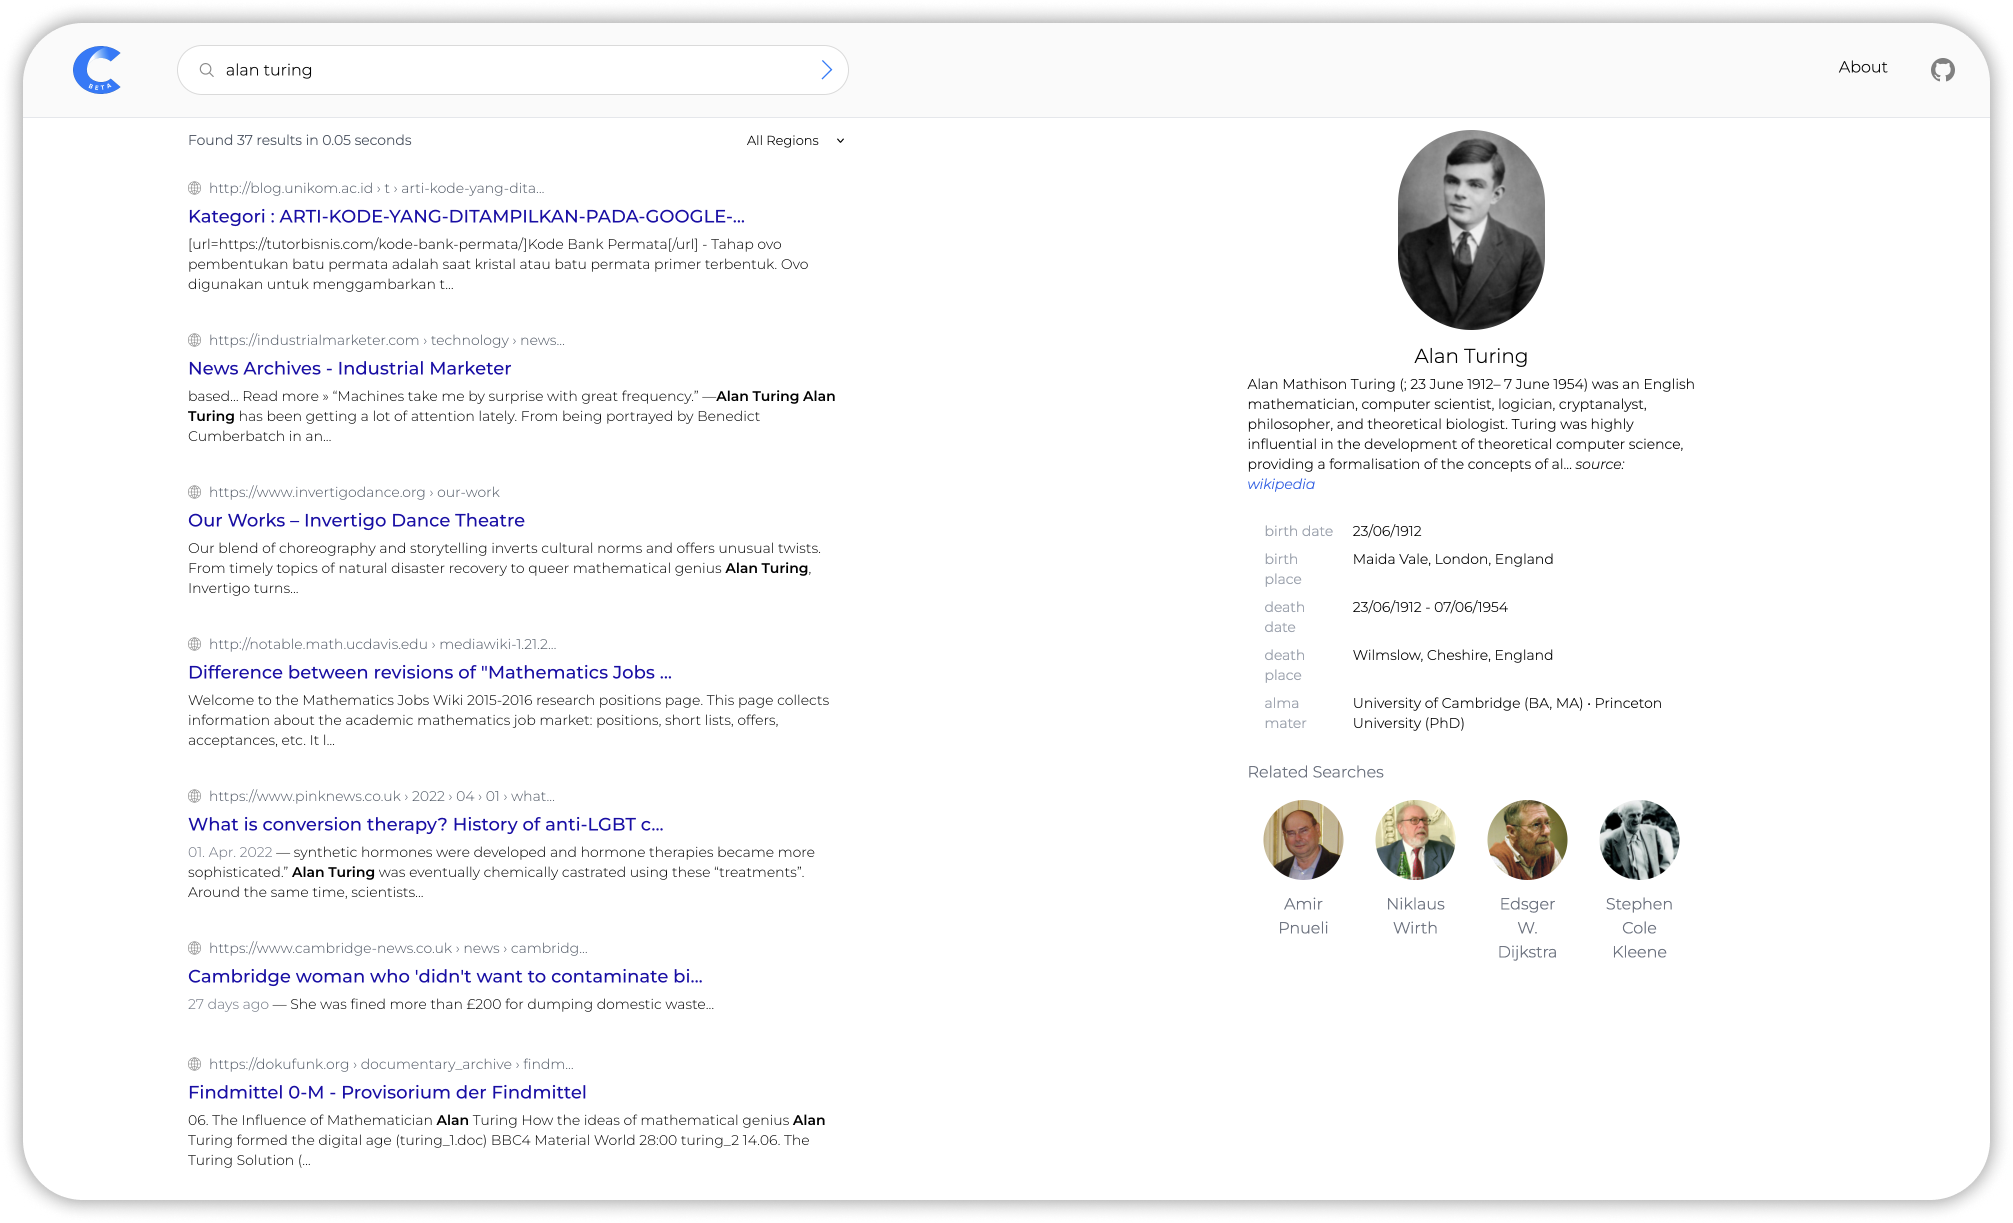 BETA
alan turing
About
Found 37 results in 0.05 seconds
All Regions
http://blog.unikom.ac.id › t › arti-kode-yang-dita...
Kategori : ARTI-KODE-YANG-DITAMPILKAN-PADA-GOOGLE-...
[url=https://tutorbisnis.com/kode-bank-permata/]Kode Bank Permata[/url] - Tahap ovo
pembentukan batu permata adalah saat kristal atau batu permata primer terbentuk. Ovo
digunakan untuk menggambarkan t...
https://industrialmarketer.com › technology › news...
News Archives - Industrial Marketer
based... Read more » “Machines take me by surprise with great frequency.” —Alan Turing Alan
Turing has been getting a lot of attention lately. From being portrayed by Benedict
Cumberbatch in an...
https://www.invertigodance.org › our-work
Our Works – Invertigo Dance Theatre
Our blend of choreography and storytelling inverts cultural norms and offers unusual twists.
From timely topics of natural disaster recovery to queer mathematical genius Alan Turing,
Invertigo turns...
http://notable.math.ucdavis.edu › mediawiki-1.21.2...
Difference between revisions of "Mathematics Jobs ...
Welcome to the Mathematics Jobs Wiki 2015-2016 research positions page. This page collects
information about the academic mathematics job market: positions, short lists, offers,
acceptances, etc. It l...
https://www.pinknews.co.uk › 2022 › 04 › 01 › what...
What is conversion therapy? History of anti-LGBT c...
01. Apr. 2022 — synthetic hormones were developed and hormone therapies became more
sophisticated.” Alan Turing was eventually chemically castrated using these “treatments”.
Around the same time, scientists...
https://www.cambridge-news.co.uk › news › cambridg...
Cambridge woman who 'didn't want to contaminate bi...
27 days ago — She was fined more than £200 for dumping domestic waste...
https://dokufunk.org › documentary_archive › findm...
Findmittel 0-M - Provisorium der Findmittel
06. The Influence of Mathematician Alan Turing How the ideas of mathematical genius Alan
Turing formed the digital age (turing_1.doc) BBC4 Material World 28:00 turing_2 14.06. The
Turing Solution (...
Alan Turing
Alan Mathison Turing (; 23 June 1912– 7 June 1954) was an English
mathematician, computer scientist, logician, cryptanalyst,
philosopher, and theoretical biologist. Turing was highly
influential in the development of theoretical computer science,
providing a formalisation of the concepts of al... source:
wikipedia
birth date 23/06/1912
birth Maida Vale, London, England
place
death 23/06/1912 - 07/06/1954
date
death Wilmslow, Cheshire, England
place
alma University of Cambridge (BA, MA) • Princeton
mater University (PhD)
Related Searches
Amir
Pnueli
Niklaus
Wirth
Edsger
W.
Dijkstra
Stephen
Cole
Kleene